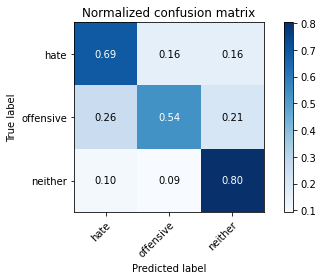 Normalized confusion matrix
True label
hate
0.69 0.16 0.16
offensive
0.26 0.54 0.21
neither
0.10 0.09 0.80
hate
offensive
neither
Predicted label
0.8
0.7
0.6
0.5
0.4
0.3
0.2
0.1